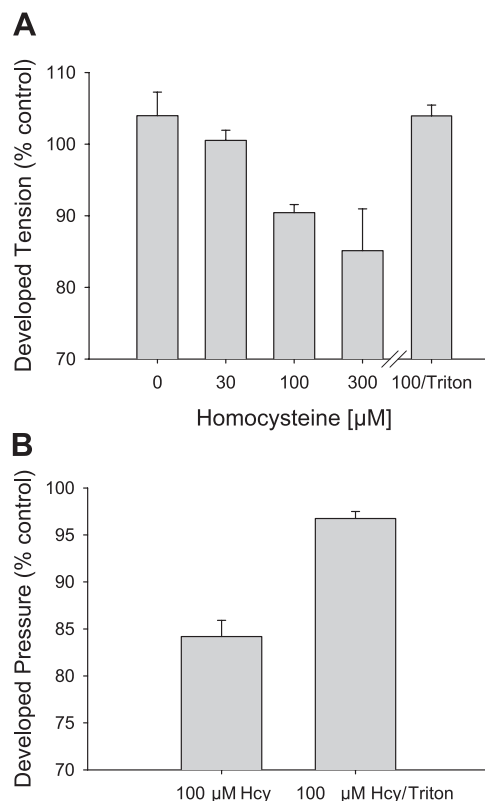 A
Developed Tension (% control)
110
100
90
80
70
0 30 100 300 100/Triton
Homocysteine [µM]
B
Developed Pressure (% control)
100
95
90
85
80
75
70
100 µM Hcy 100 µM Hcy/Triton